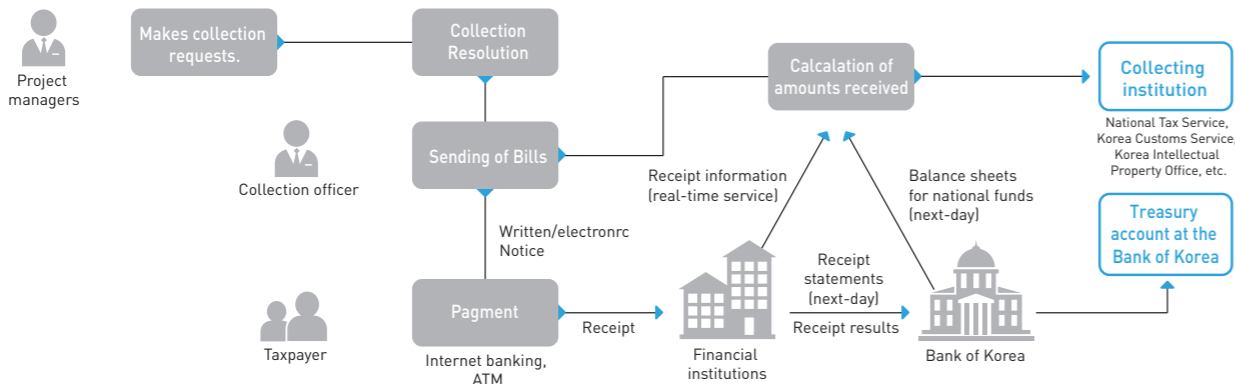 Project
managers
Makes collection
requests.
Collection
Resolution
Calcalation of
amounts received
Collecting
institution
National Tax Service,
Korea Customs Service,
Korea Intellectual
Property Office, etc.
Collection officer
Sending of Bills
Receipt information
(real-time service)
Balance sheets
for national funds
(next-day)
Treasury
account at the
Bank of Korea
Written/electronrc
Notice
Taxpayer
Pagment
Internet banking,
ATM
Receipt
Financial
institutions
Receipt
statements
(next-day)
Receipt results
Bank of Korea